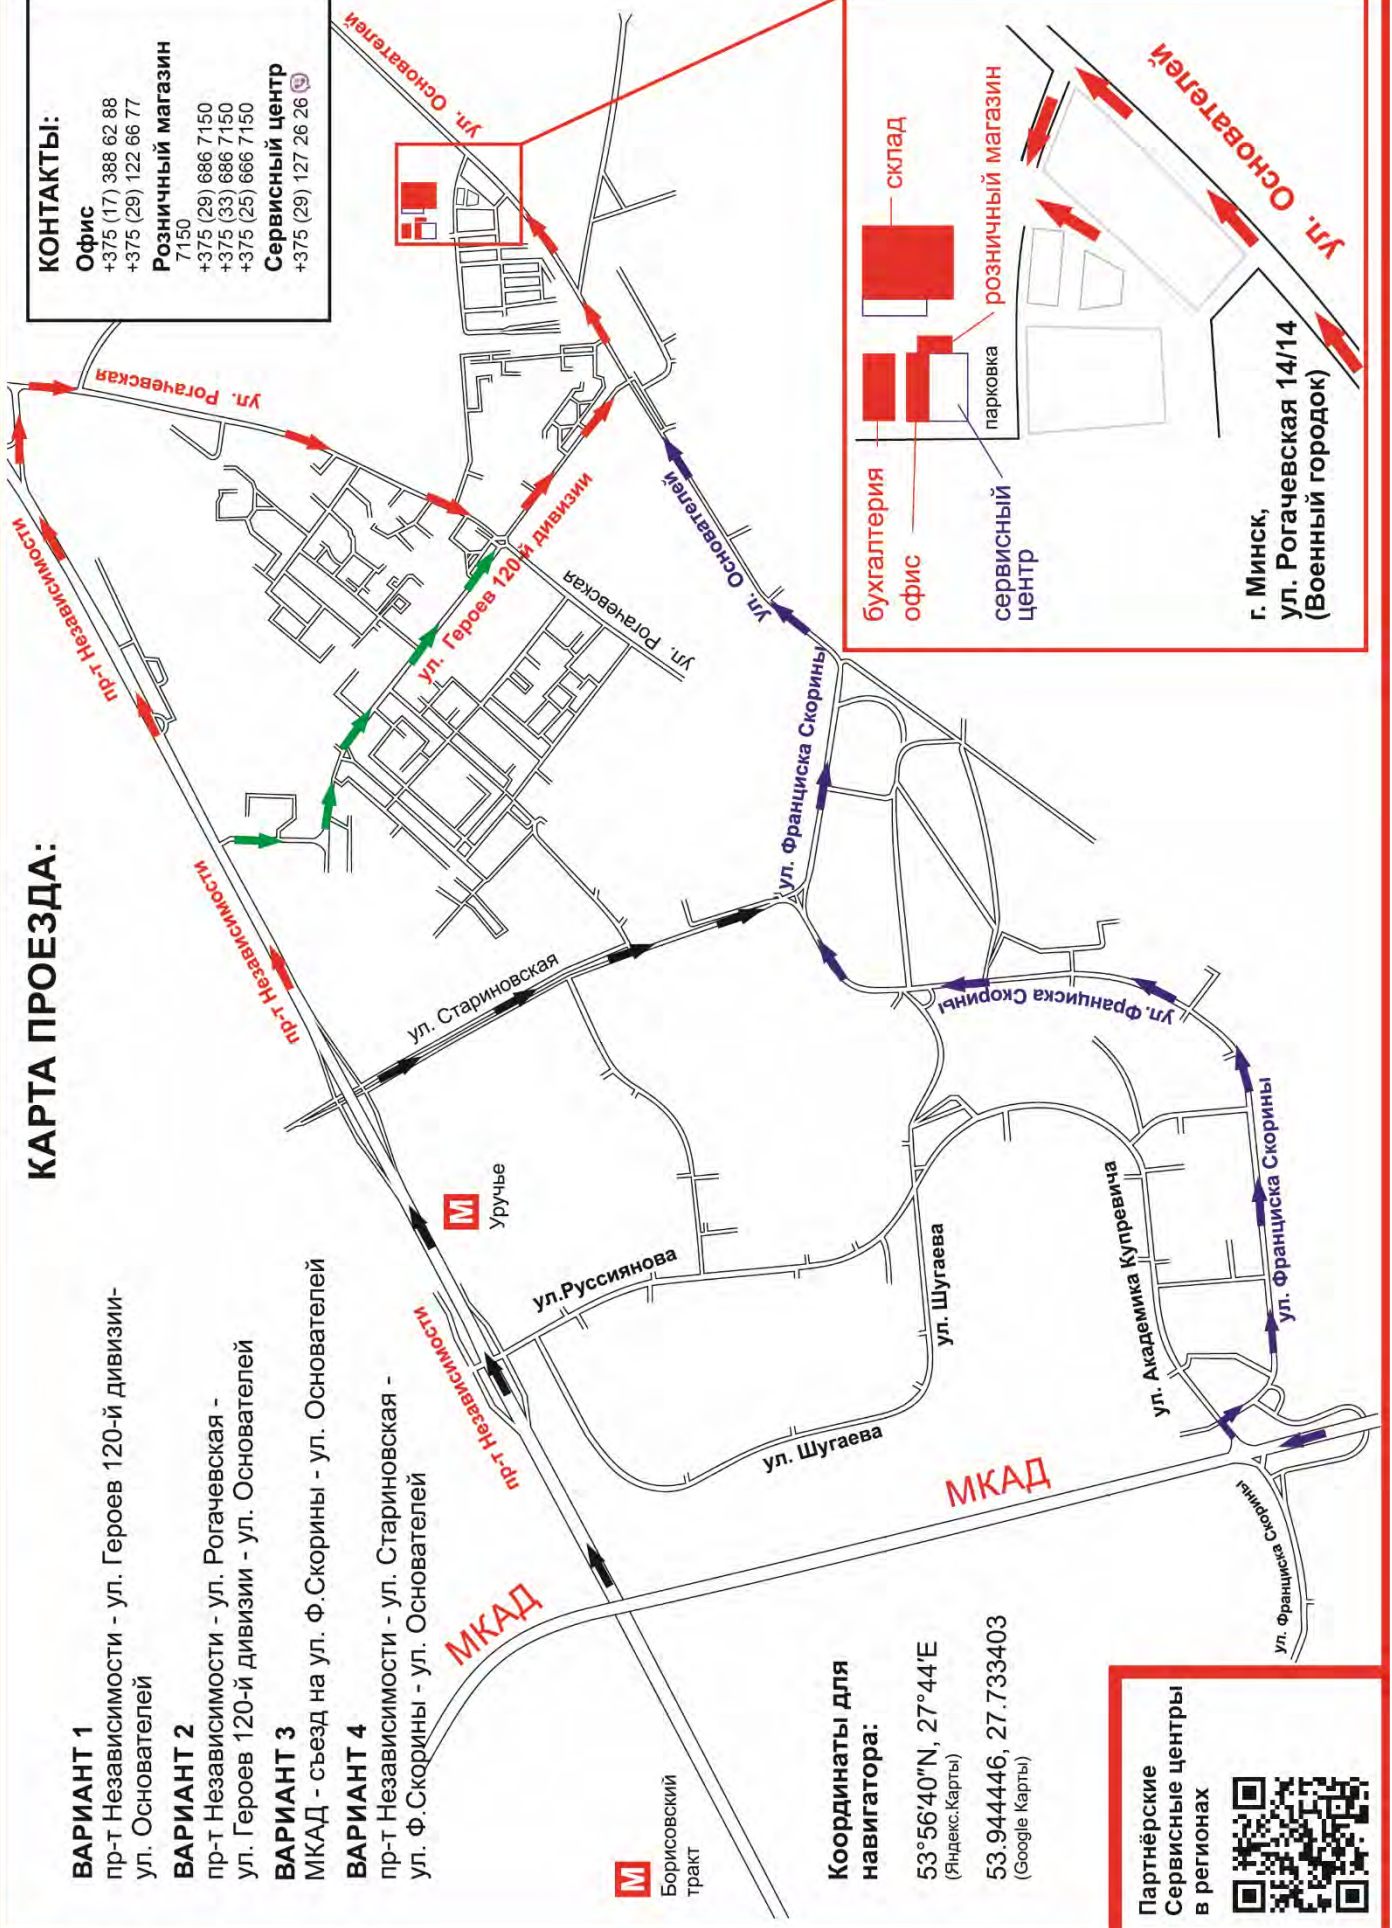 КАРТА ПРОЕЗДА:
ВАРИАНТ 1
пр-т Независимости - ул. Героев 120-й дивизии-
ул. Основателей
ВАРИАНТ 2
пр-т Независимости - ул. Рогачевская -
ул. Героев 120-й дивизии - ул. Основателей
ВАРИАНТ 3
МКАД - съезд на ул. Ф.Скорины - ул. Основателей
ВАРИАНТ 4
пр-т Независимости - ул. Стариновская -
ул. Ф.Скорины - ул. Основателей
КОНТАКТЫ:
Офис
+375 (17) 388 62 88
+375 (29) 122 66 77
Розничный магазин
7150
+375 (29) 686 7150
+375 (33) 686 7150
+375 (25) 666 7150
Сервисный центр
+375 (29) 127 26 26
пр-т Независимости
пр-т Независимости
пр-т Независимости
ул. Рогачевская
ул. Рогачевская
ул. Героев 120-й дивизии
ул. Основателей
ул. Основателей
ул. Стариновская
ул. Франциска Скорины
ул. Франциска Скорины
ул. Франциска Скорины
ул. Франциска Скорины
ул.Руссиянова
ул. Шугаева
ул. Шугаева
ул. Академика Купревича
МКАД
МКАД
М
Уручье
М
Борисовский
тракт
Координаты для
навигатора:
53°56'40"N, 27°44'E
(Яндекс.Карты)
53.944446, 27.733403
(Google Карты)
Партнёрские
Сервисные центры
в регионах
бухгалтерия
офис
сервисный
центр
парковка
склад
розничный магазин
ул. Основателей
г. Минск,
ул. Рогачевская 14/14
(Военный городок)